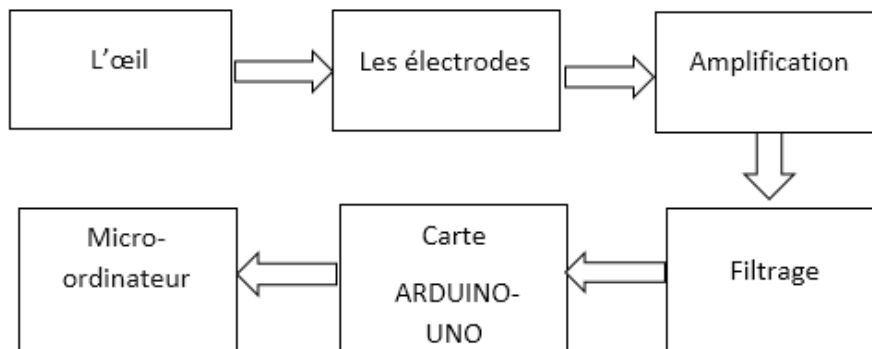 L’œil
Les électrodes
Amplification
Filtrage
Carte
ARDUINO-
UNO
Micro-
ordinateur